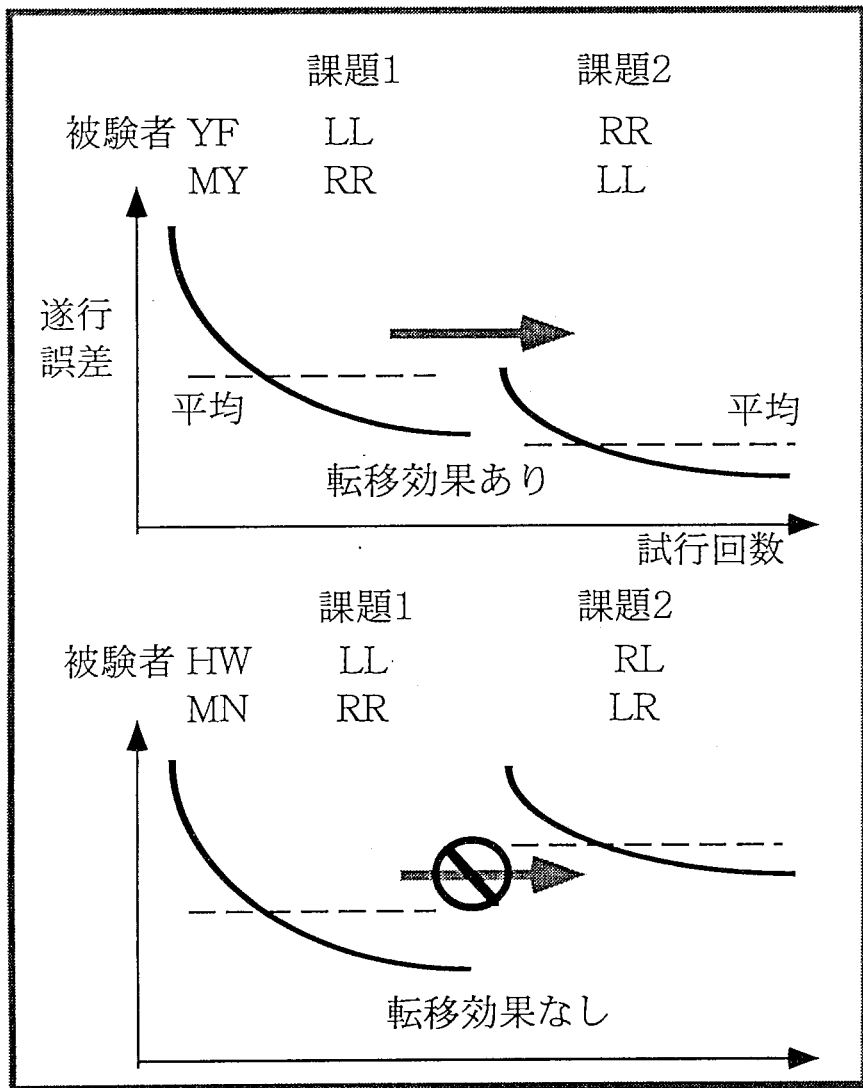 課題1 課題2
被験者 YF LL RR
MY RR LL
遂行
誤差
平均 平均
転移効果あり
試行回数
課題1 課題2
被験者 HW LL RL
MN RR LR
転移効果なし